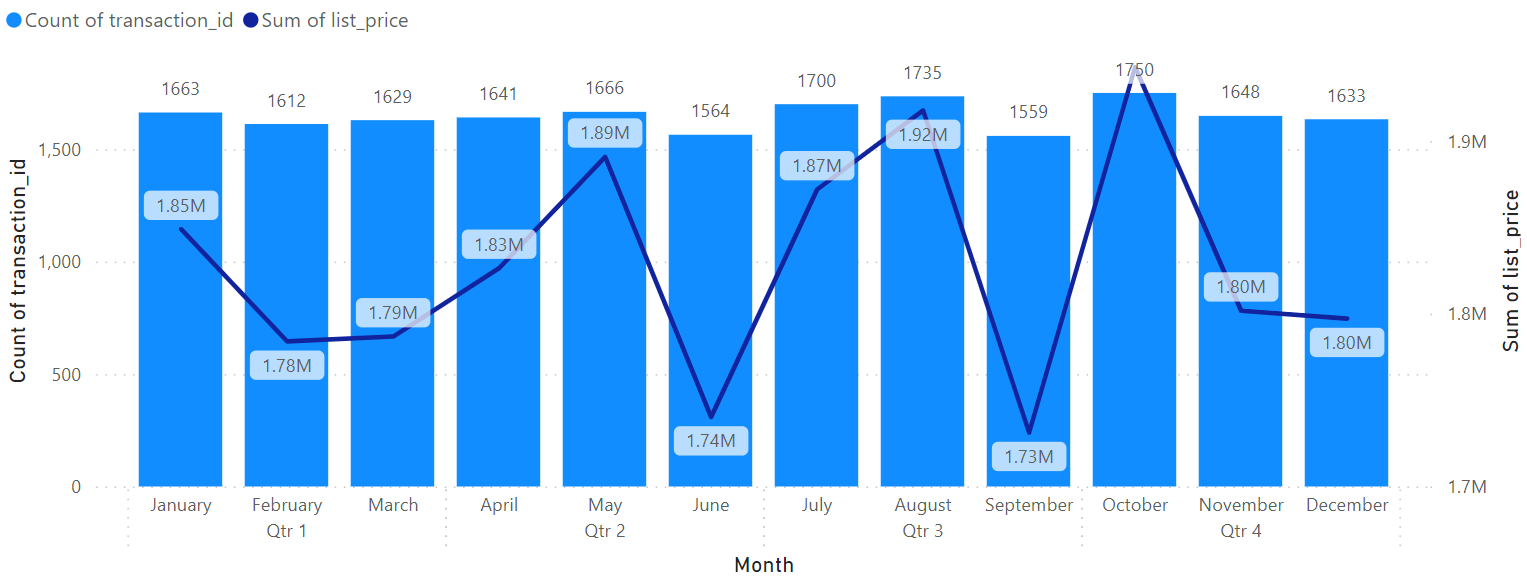 Count of transaction_id Sum of list_price
1663 1612 1629 1641 1666 1564 1700 1735 1559 1750 1648 1633
1.85M 1.78M 1.79M 1.83M 1.89M 1.74M 1.87M 1.92M 1.73M 1.80M 1.80M
Count of transaction_id
1,500
1,000
500
0
1.9M
1.8M
1.7M
Sum of list_price
January February March April May June July August September October November December
Qtr 1 Qtr 2 Qtr 3 Qtr 4
Month